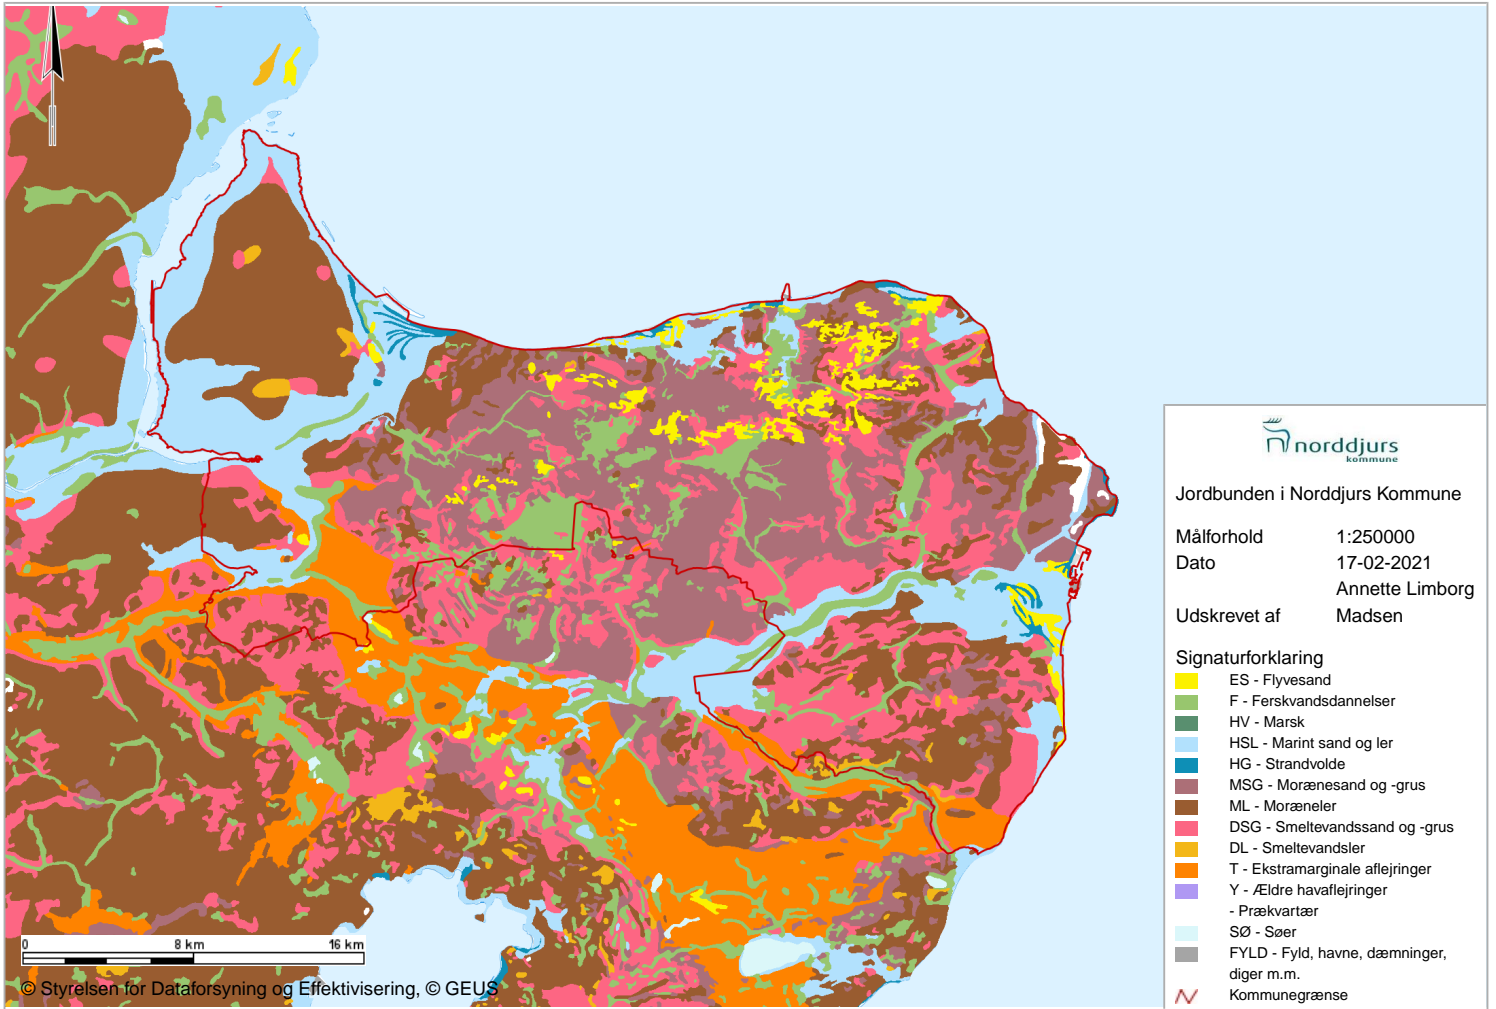 norddjurs
kommune
Jordbunden i Norddjurs Kommune
Målforhold 1:250000
Dato 17-02-2021
Annette Limborg
Udskrevet af Madsen
Signaturforklaring
ES - Flyvesand
F - Ferskvandsdannelser
HV - Marsk
HSL - Marint sand og ler
HG - Strandvolde
MSG - Morænesand og -grus
ML - Moræneler
DSG - Smeltevandssand og -grus
DL - Smeltevandsler
T - Ekstramarginale aflejringer
Y - Ældre havaflejringer
- Prækvartær
SØ - Søer
FYLD - Fyld, havne, dæmninger,
diger m.m.
Kommunegrænse
0 8 km 16 km
© Styrelsen for Dataforsyning og Effektivisering, © GEUS